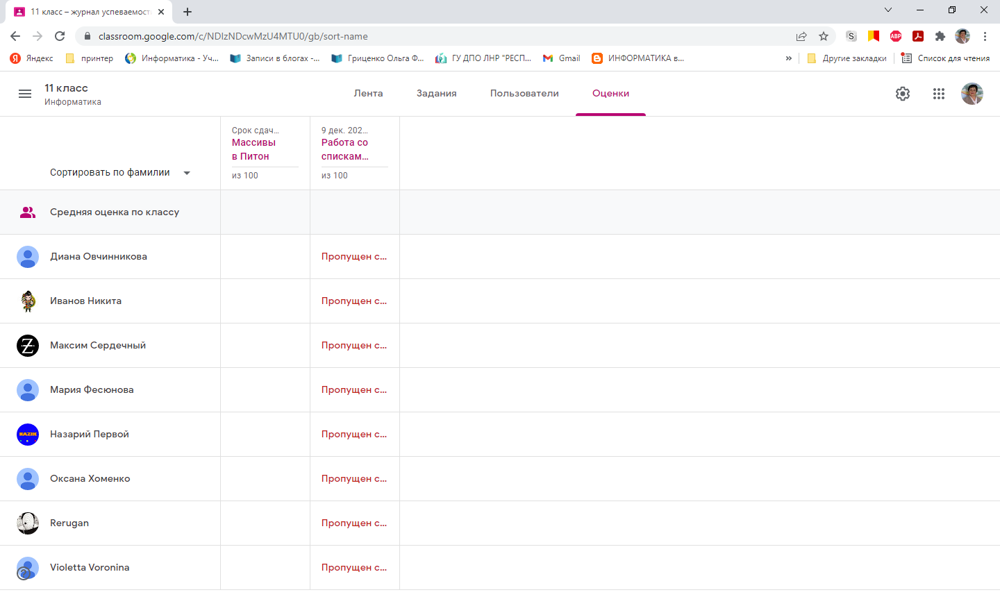 11 класс – журнал успеваемост
classroom.google.com/c/NDIzNDcwMzU4MTU0/gb/sort-name
S
ABP
Я Яндекс
принтер
Информатика - Уч...
Записи в блогах -...
Гриценко Ольга Ф...
ГУ ДПО ЛНР "РЕСП...
Gmail
ИНФОРМАТИКА в...
»
Другие закладки
Список для чтения
11 класс
Информатика
Лента
Задания
Пользователи
Оценки
Сортировать по фамилии
Срок сдач...
Массивы
в Питон
из 100
9 дек. 202...
Работа со
спискам...
из 100
Средняя оценка по классу
Диана Овчинникова
Пропущен с...
Иванов Никита
Пропущен с...
Максим Сердечный
Пропущен с...
Мария Фесюнова
Пропущен с...
NAZIK
Назарий Первой
Пропущен с...
Оксана Хоменко
Пропущен с...
Rerugan
Пропущен с...
Violetta Voronina
Пропущен с...